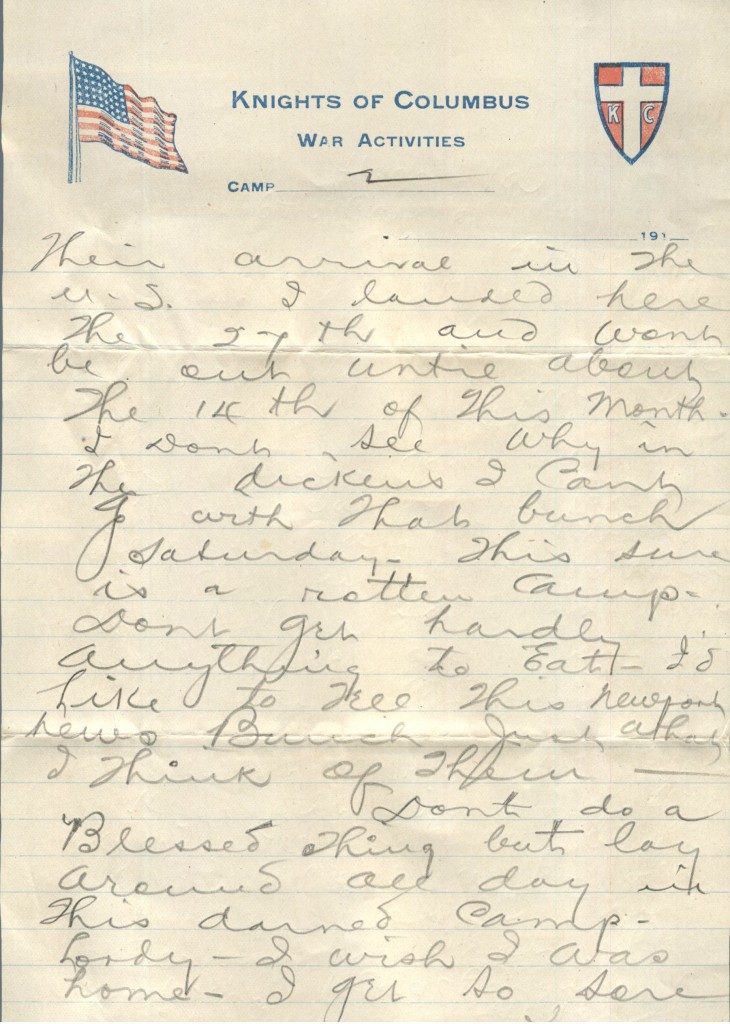 KNIGHTS OF COLUMBUS
WAR ACTIVITIES
K C
CAMP
191
Their arrival in The
U.S. I landed here
The 27th and wont
be out until about
The 14th of This Month.
I Dont see Why in
The dickens I Cant
go with That bunch
Saturday- This sure
is a rotten Camp-
Dont get hardly
Anything to Eat- I'd
Like to Tell This Newport
news Bunch Just What
I Think of Them —
Dont do a
Blessed Thing but lay
Around all day in
This darned Camp-
Lordy- I wish I was
home- I get so sore